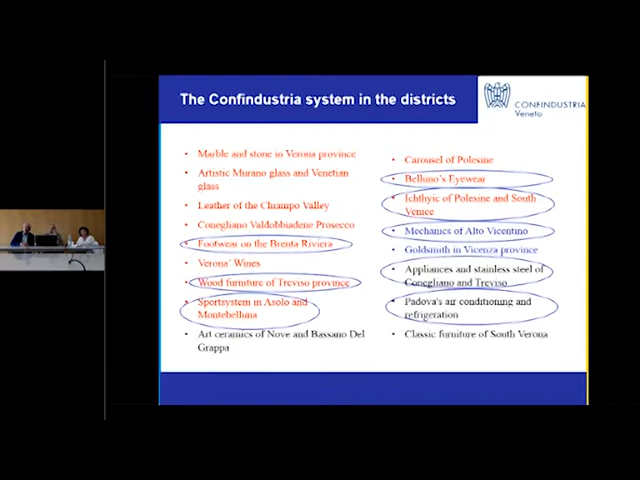 The Confindustria system in the districts
CONFINDUSTRIA
Veneto
• Marble and stone in Verona province
• Artistic Murano glass and Venetian
glass
• Leather of the Chiampo Valley
• Conegliano Valdobbiadene Prosecco
• Footwear on the Brenta Riviera
• Verona' Wines
• Wood furniture of Treviso province
• Sportsystem in Asolo and
Montebelluna
• Art ceramics of Nove and Bassano Del
Grappa
• Carousel of Polesine
• Belluno's Eyewear
• Ichthyic of Polesine and South
Venice
• Mechanics of Alto Vicentino
• Goldsmith in Vicenza province
• Appliances and stainless steel of
Conegliano and Treviso
• Padova's air conditioning and
refrigeration
• Classic furniture of South Verona